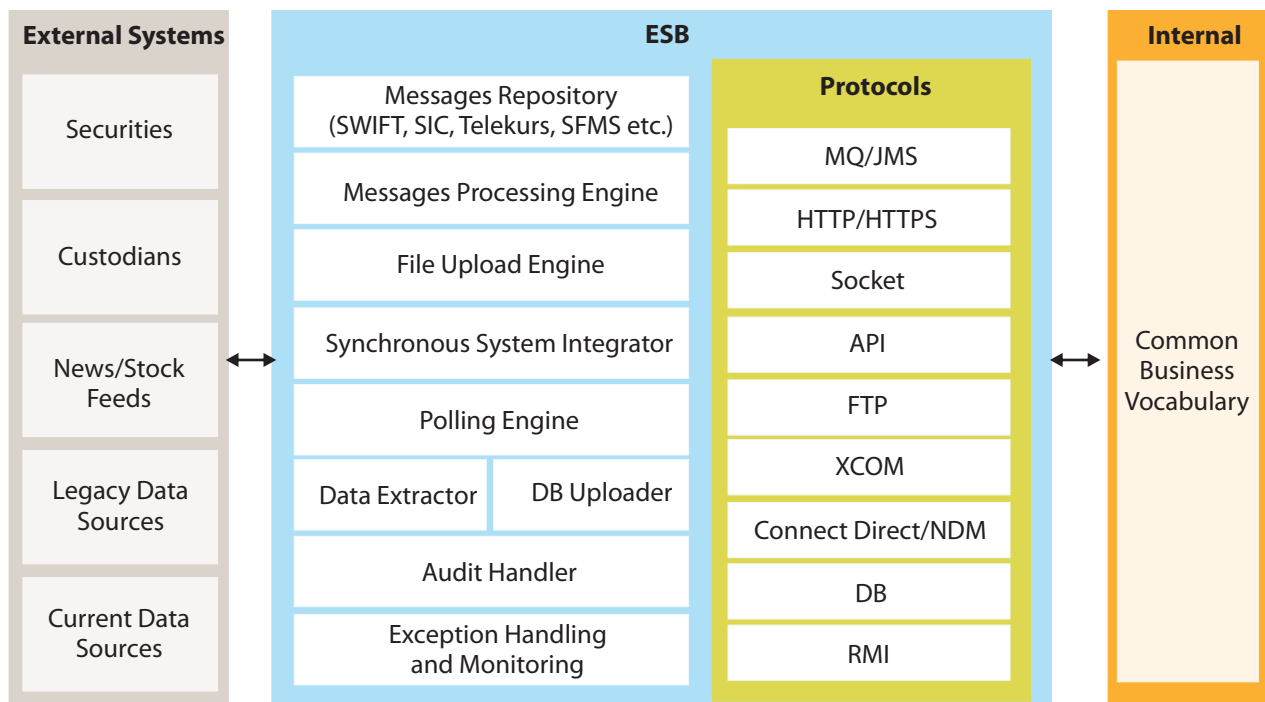 External Systems
Securities
Custodians
News/Stock
Feeds
Legacy Data
Sources
Current Data
Sources
ESB
Messages Repository
(SWIFT, SIC, Telekurs, SFMS etc.)
Messages Processing Engine
File Upload Engine
Synchronous System Integrator
Polling Engine
Data Extractor
DB Uploader
Audit Handler
Exception Handling
and Monitoring
Protocols
MQ/JMS
HTTP/HTTPS
Socket
API
FTP
XCOM
Connect Direct/NDM
DB
RMI
Internal
Common
Business
Vocabulary